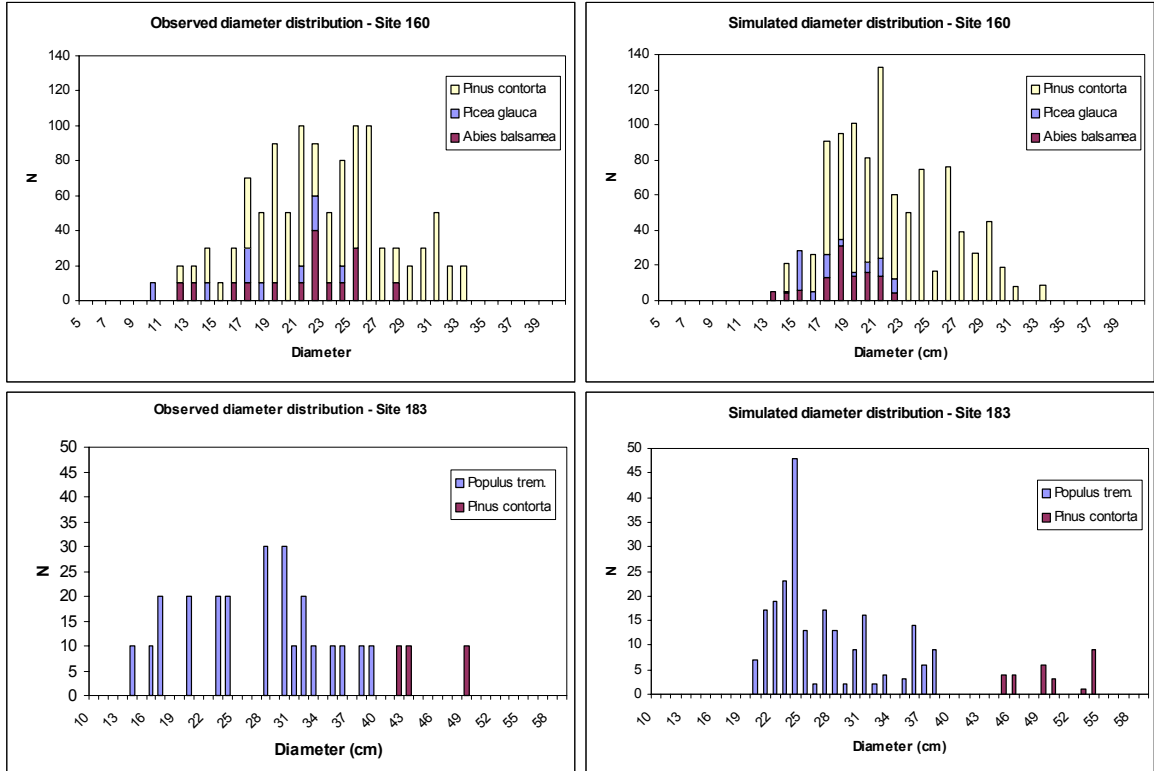 Observed diameter distribution - Site 160
140
120
100
80
60
40
20
0
N
Pinus contorta
Picea glauca
Abies balsamea
5 7 9 11 13 15 17 19 21 23 25 27 29 31 33 35 37 39
Diameter
Simulated diameter distribution - Site 160
140
120
100
80
60
40
20
0
N
Pinus contorta
Picea glauca
Abies balsamea
5 7 9 11 13 15 17 19 21 23 25 27 29 31 33 35 37 39
Diameter (cm)
Observed diameter distribution - Site 183
50
45
40
35
30
25
20
15
10
5
0
N
Populus trem.
Pinus contorta
10 13 16 19 22 25 28 31 34 37 40 43 46 49 52 55 58
Diameter (cm)
Simulated diameter distribution - Site 183
50
45
40
35
30
25
20
15
10
5
0
N
Populus trem.
Pinus contorta
10 13 16 19 22 25 28 31 34 37 40 43 46 49 52 55 58
Diameter (cm)